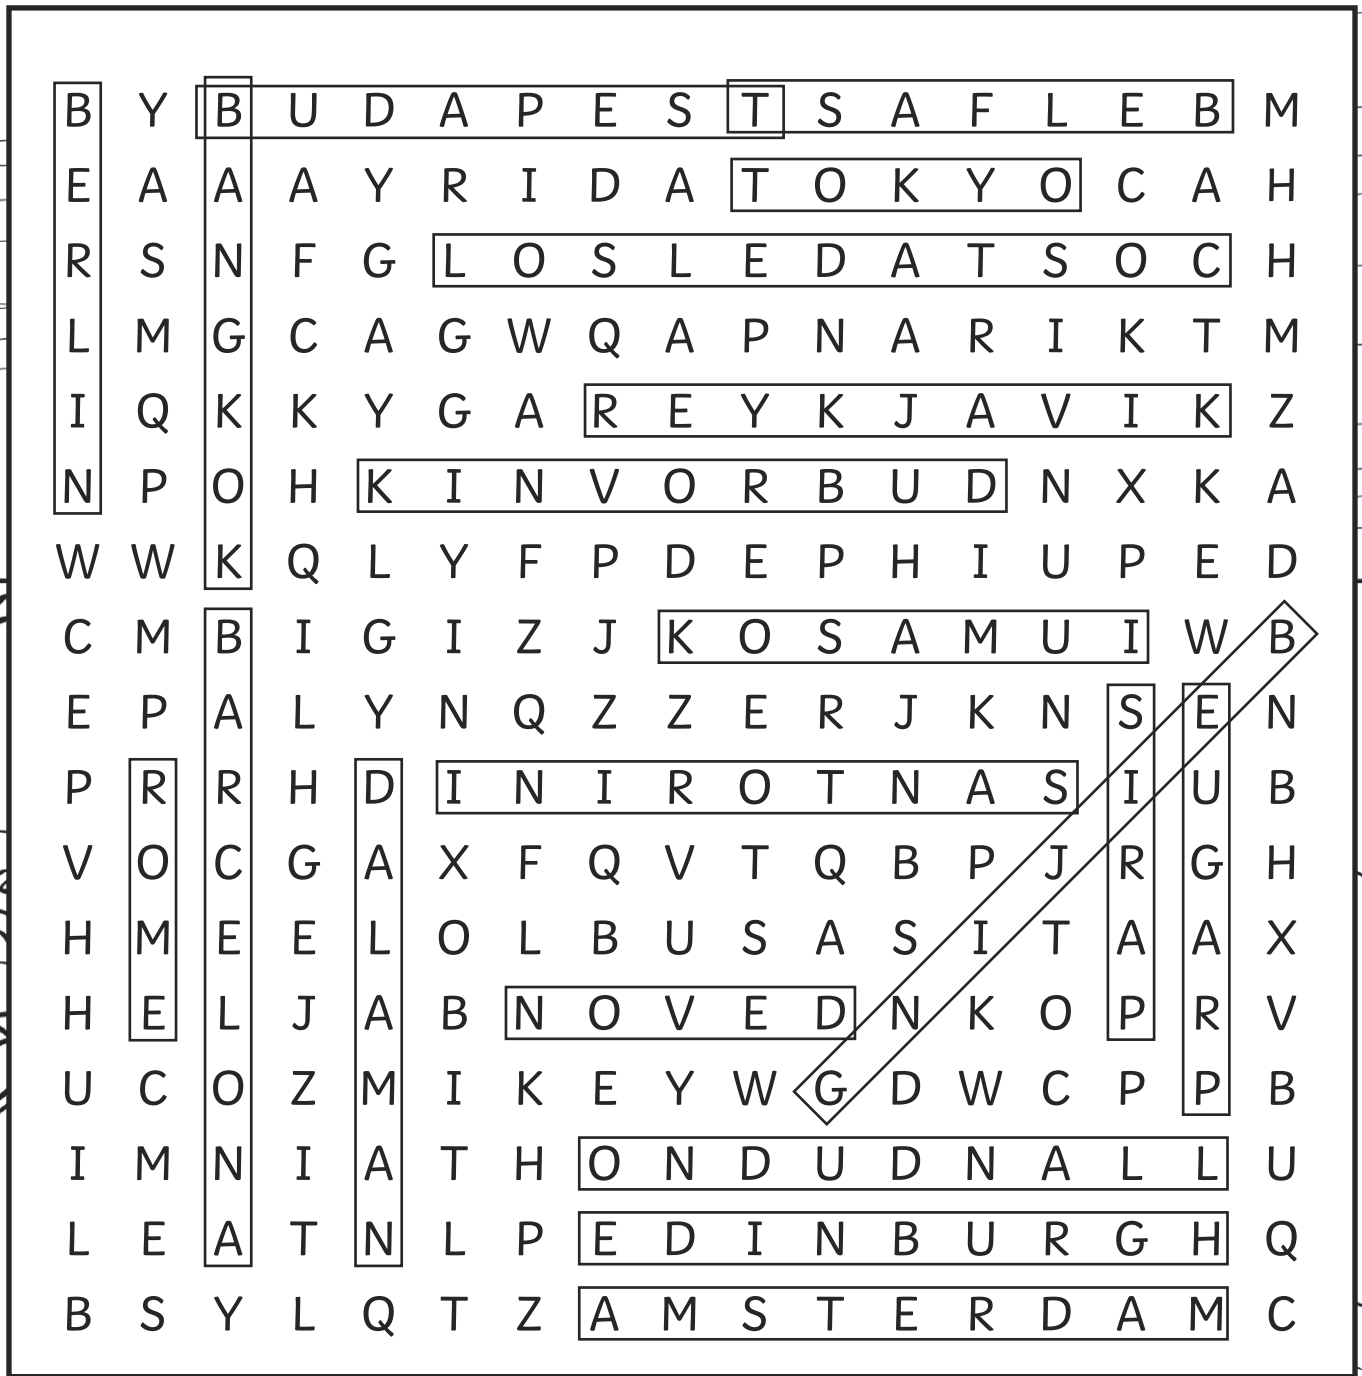 B Y B U D A P E S T S A F L E B M
E A A A Y R I D A T O K Y O C A H
R S N F G L O S L E D A T S O C H
L M G C A G W Q A P N A R I K T M
I Q K K Y G A R E Y K J A V I K Z
N P O H K I N V O R B U D N X K A
W W K Q L Y F P D E P H I U P E D
C M B I G I Z J K O S A M U I W B
E P A L Y N Q Z Z E R J K N S E N
P R R H D I N I R O T N A S I U B
V O C G A X F Q V T Q B P J R G H
H M E E L O L B U S A S I T A A X
H E L J A B N O V E D N K O P R V
U C O Z M I K E Y W G D W C P P B
I M N I A T H O N D U D N A L L U
L E A T N L P E D I N B U R G H Q
B S Y L Q T Z A M S T E R D A M C